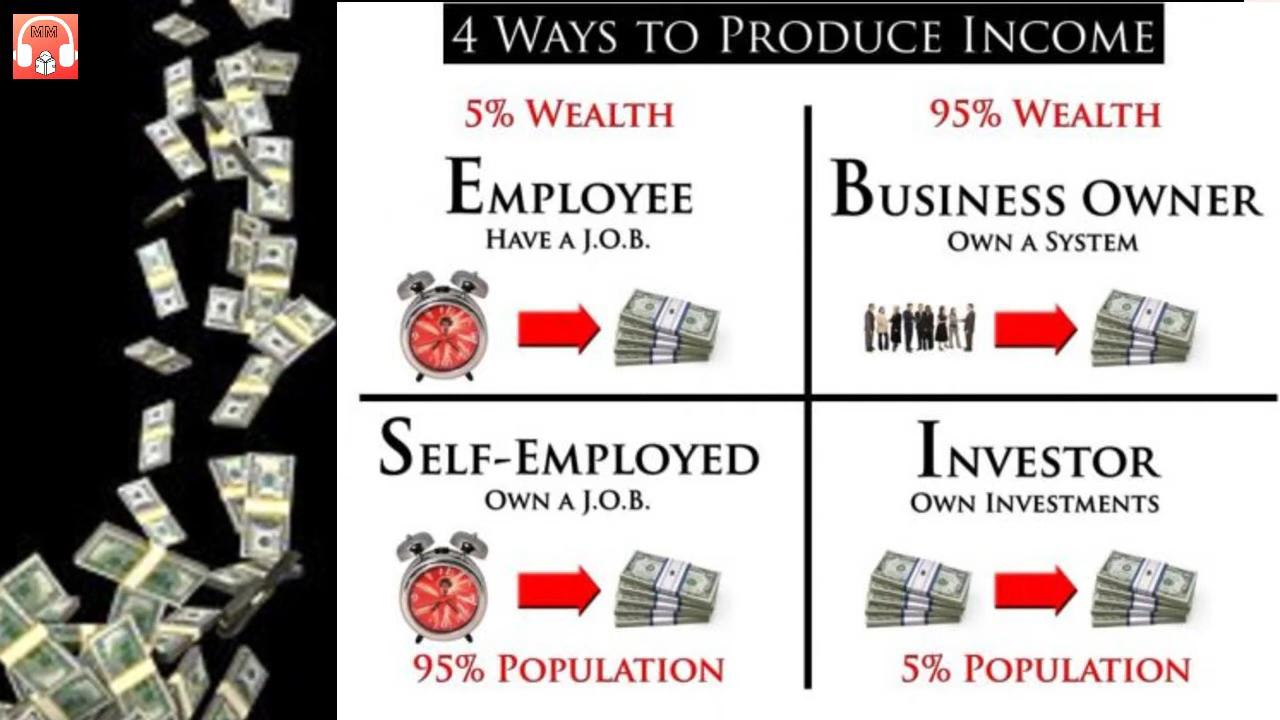 MM
4 WAYS TO PRODUCE INCOME
5% WEALTH
EMPLOYEE
HAVE A J.O.B.
95% WEALTH
BUSINESS OWNER
OWN A SYSTEM
SELF-EMPLOYED
OWN A J.O.B.
95% POPULATION
INVESTOR
OWN INVESTMENTS
5% POPULATION